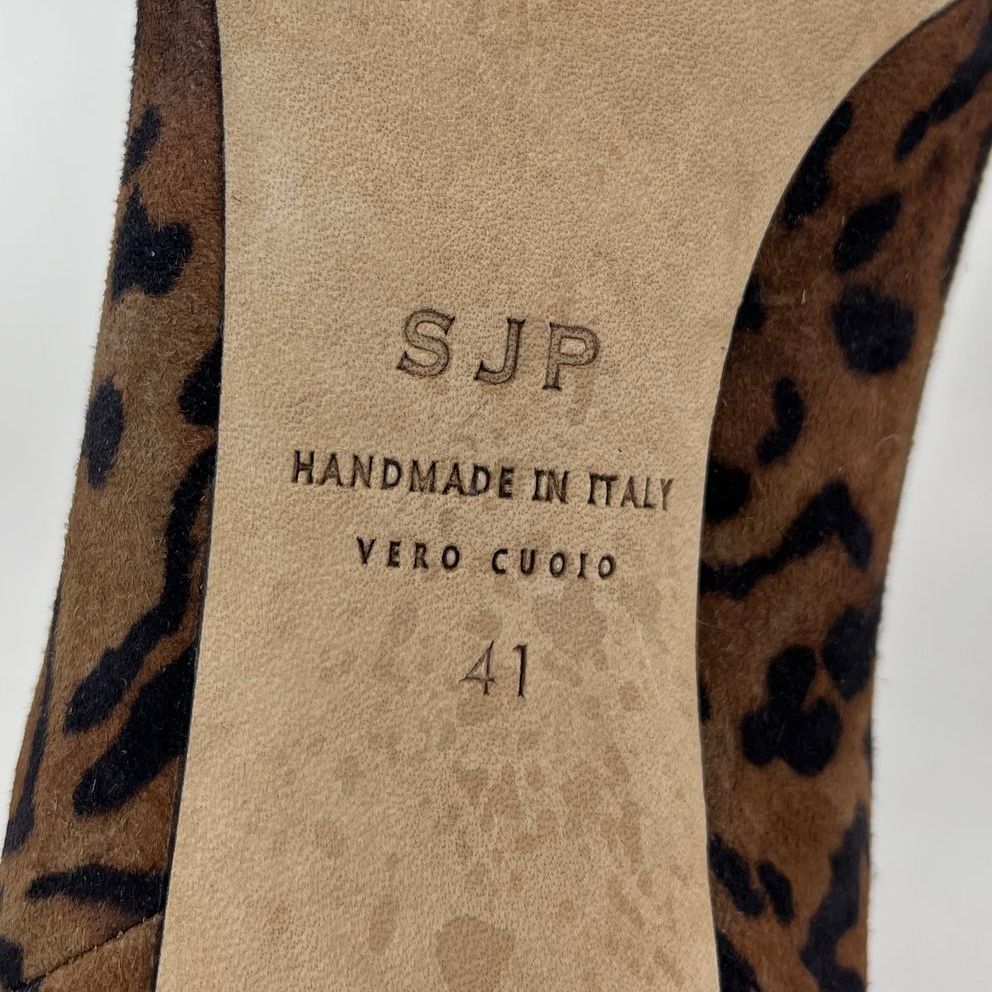 SJP
HANDMADE IN ITALY
VERO CUOIO
41